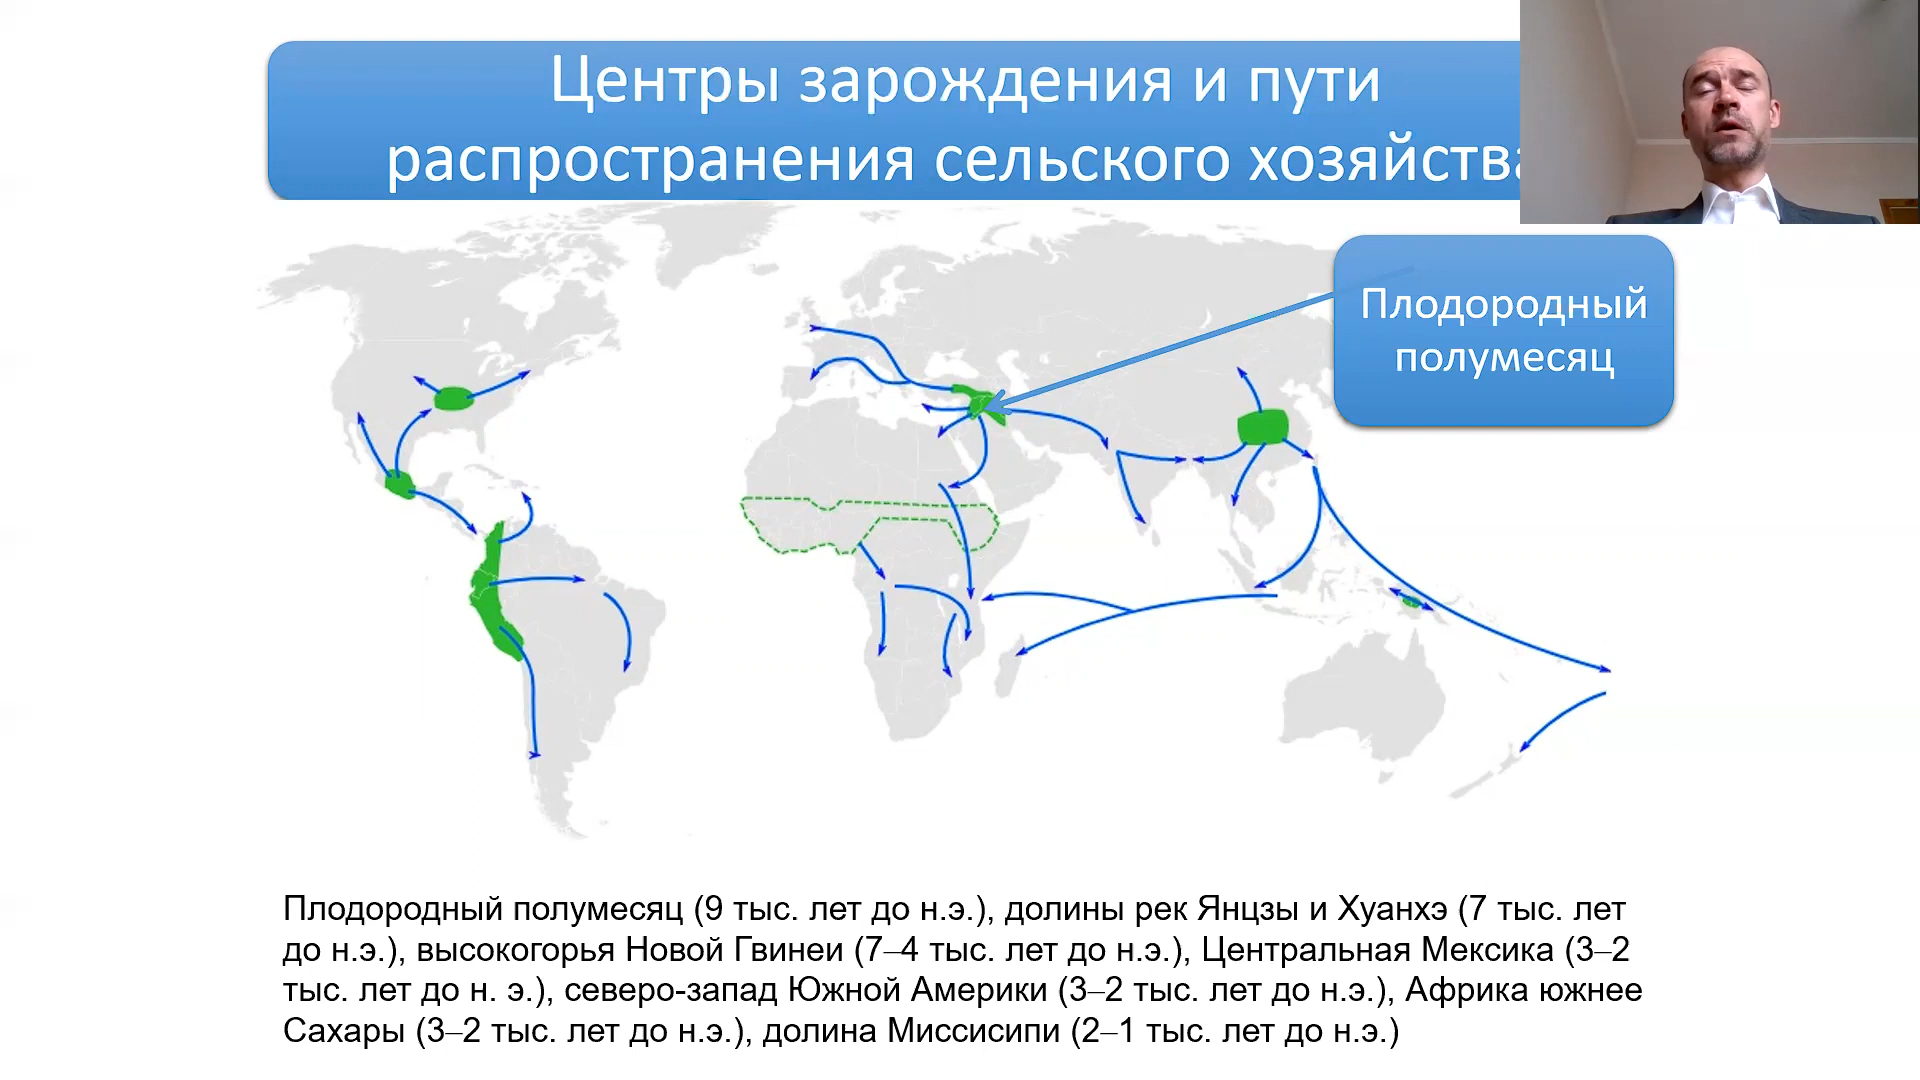 Центры зарождения и пути
распространения сельского хозяйства
Плодородный
полумесяц
Плодородный полумесяц (9 тыс. лет до н.э.), долины рек Янцзы и Хуанхэ (7 тыс. лет
до н.э.), высокогорья Новой Гвинеи (7–4 тыс. лет до н.э.), Центральная Мексика (3–2
тыс. лет до н. э.), северо-запад Южной Америки (3–2 тыс. лет до н.э.), Африка южнее
Сахары (3–2 тыс. лет до н.э.), долина Миссисипи (2–1 тыс. лет до н.э.)